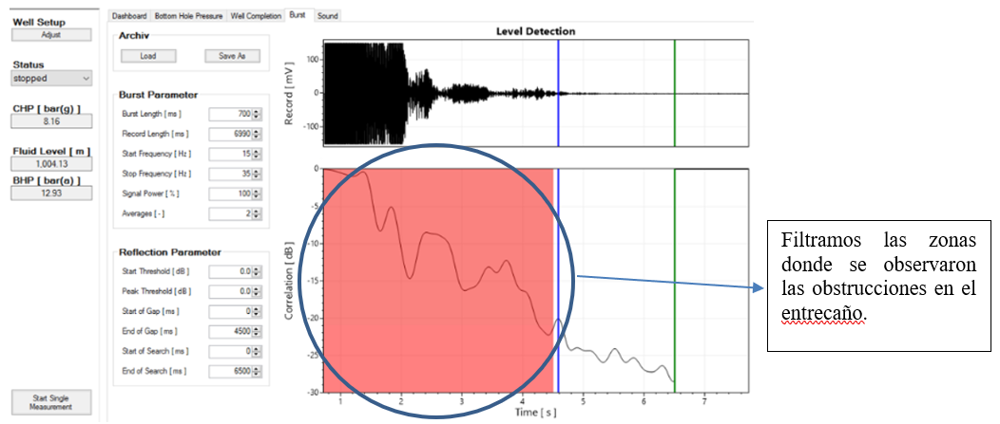 Well Setup
Adjust
Status
stopped
CHP [ bar(g) ]
8.16
Fluid Level [ m ]
1,004.13
BHP [ bar(a) ]
12.93
Start Single
Measurement
Dashboard Bottom Hole Pressure Well Completion Burst Sound
Archiv
Load Save As
Burst Parameter
Burst Length [ ms ] 700
Record Length [ ms ] 6990
Start Frequency [ Hz ] 15
Stop Frequency [ Hz ] 35
Signal Power [ % ] 100
Averages [ - ] 2
Reflection Parameter
Start Threshold [ dB ] 0.0
Peak Threshold [ dB ] 0.0
Start of Gap [ ms ] 0
End of Gap [ ms ] 4500
Start of Search [ ms ] 0
End of Search [ ms ] 6500
Level Detection
Record [ mV ]
100
0
-100
Correlation [ dB ]
0
-5
-10
-15
-20
-25
-30
1 2 3 4 5 6 7
Time [ s ]
Filtramos las zonas
donde se observaron
las obstrucciones en el
entrecaño.